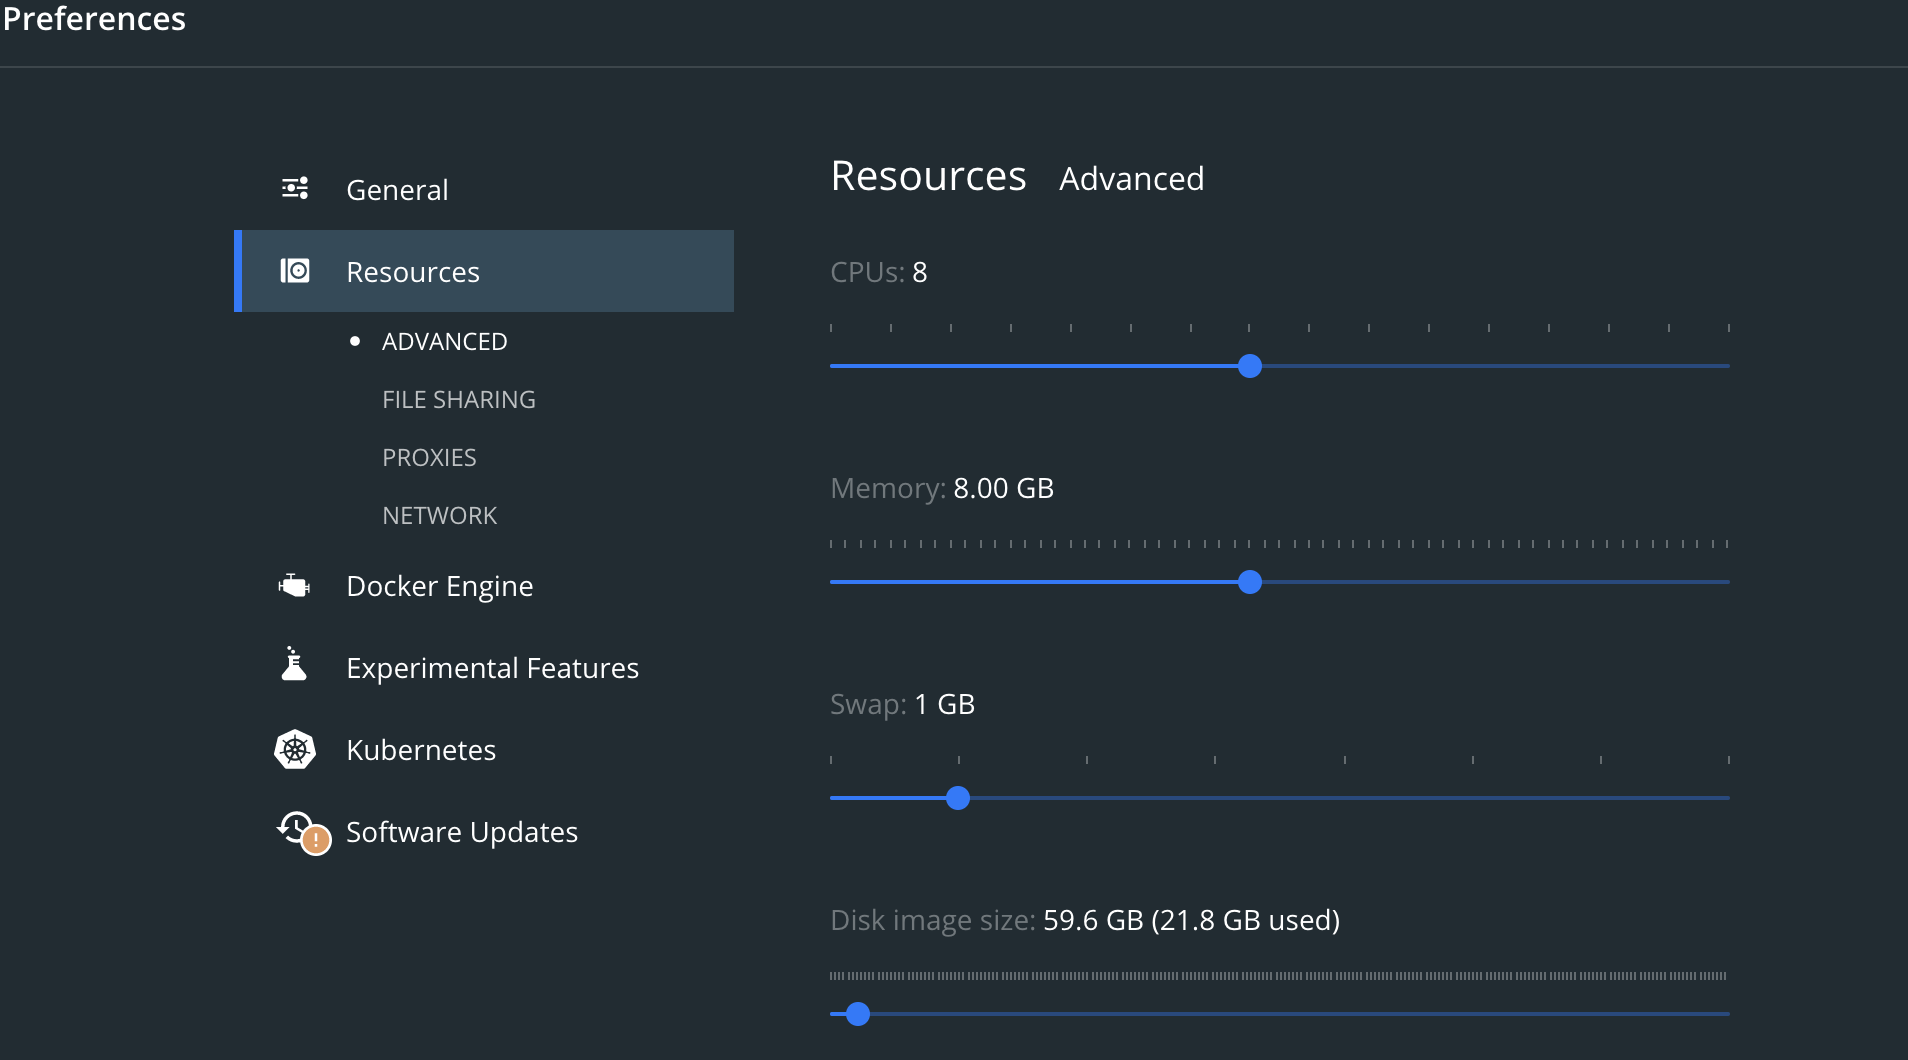 Preferences
General
Resources
ADVANCED
FILE SHARING
PROXIES
NETWORK
Docker Engine
Experimental Features
Kubernetes
Software Updates
Resources Advanced
CPUs: 8
Memory: 8.00 GB
Swap: 1 GB
Disk image size: 59.6 GB (21.8 GB used)